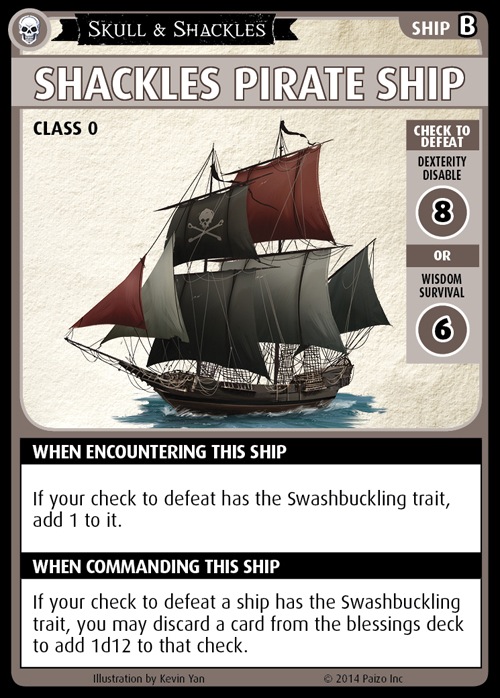 SKULL & SHACKLES
SHIP B
SHACKLES PIRATE SHIP
CLASS 0
CHECK TO
DEFEAT
DEXTERITY
DISABLE
8
OR
WISDOM
SURVIVAL
6
WHEN ENCOUNTERING THIS SHIP
If your check to defeat has the Swashbuckling trait,
add 1 to it.
WHEN COMMANDING THIS SHIP
If your check to defeat a ship has the Swashbuckling
trait, you may discard a card from the blessings deck
to add 1d12 to that check.
Illustration by Kevin Yan
© 2014 Paizo Inc